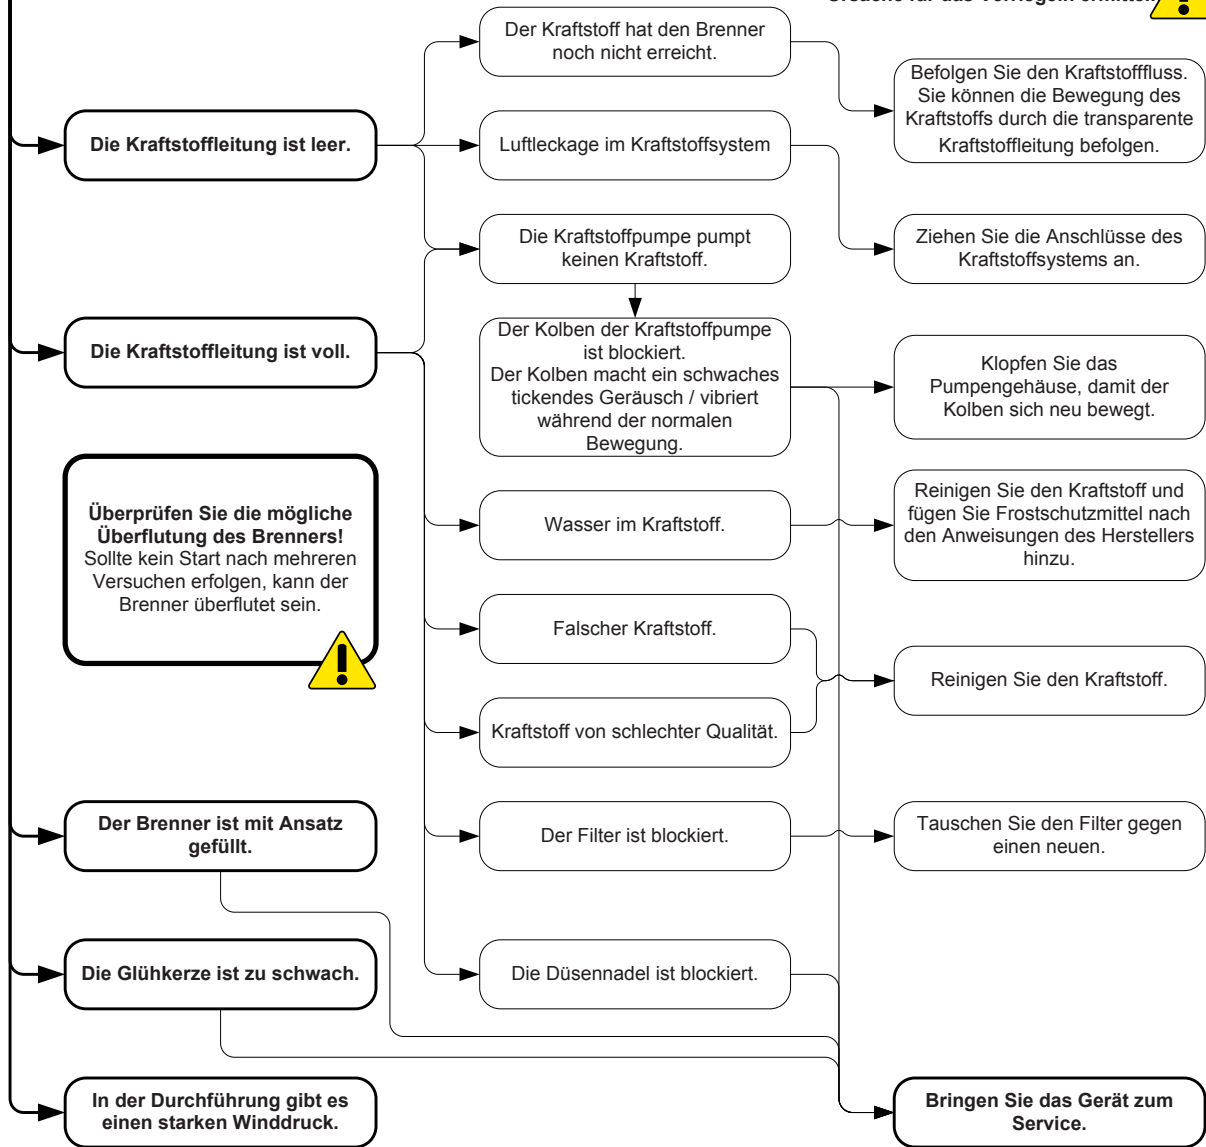 Der Kraftstoff hat den Brenner
noch nicht erreicht.
Befolgen Sie den Kraftstofffluss.
Sie können die Bewegung des
Kraftstoffs durch die transparente
Kraftstoffleitung befolgen.
Die Kraftstoffleitung ist leer.
Luftleckage im Kraftstoffsystem
Die Kraftstoffpumpe pumpt
keinen Kraftstoff.
Ziehen Sie die Anschlüsse des
Kraftstoffsystems an.
Die Kraftstoffleitung ist voll.
Der Kolben der Kraftstoffpumpe
ist blockiert.
Der Kolben macht ein schwaches
tickendes Geräusch / vibriert
während der normalen
Bewegung.
Klopfen Sie das
Pumpengehäuse, damit der
Kolben sich neu bewegt.
Überprüfen Sie die mögliche
Überflutung des Brenners!
Sollte kein Start nach mehreren
Versuchen erfolgen, kann der
Brenner überflutet sein.
Wasser im Kraftstoff.
Reinigen Sie den Kraftstoff und
fügen Sie Frostschutzmittel nach
den Anweisungen des Herstellers
hinzu.
Falscher Kraftstoff.
Reinigen Sie den Kraftstoff.
Kraftstoff von schlechter Qualität.
Der Brenner ist mit Ansatz
gefüllt.
Der Filter ist blockiert.
Tauschen Sie den Filter gegen
einen neuen.
Die Glühkerze ist zu schwach.
Die Düsennadel ist blockiert.
In der Durchführung gibt es
einen starken Winddruck.
Bringen Sie das Gerät zum
Service.